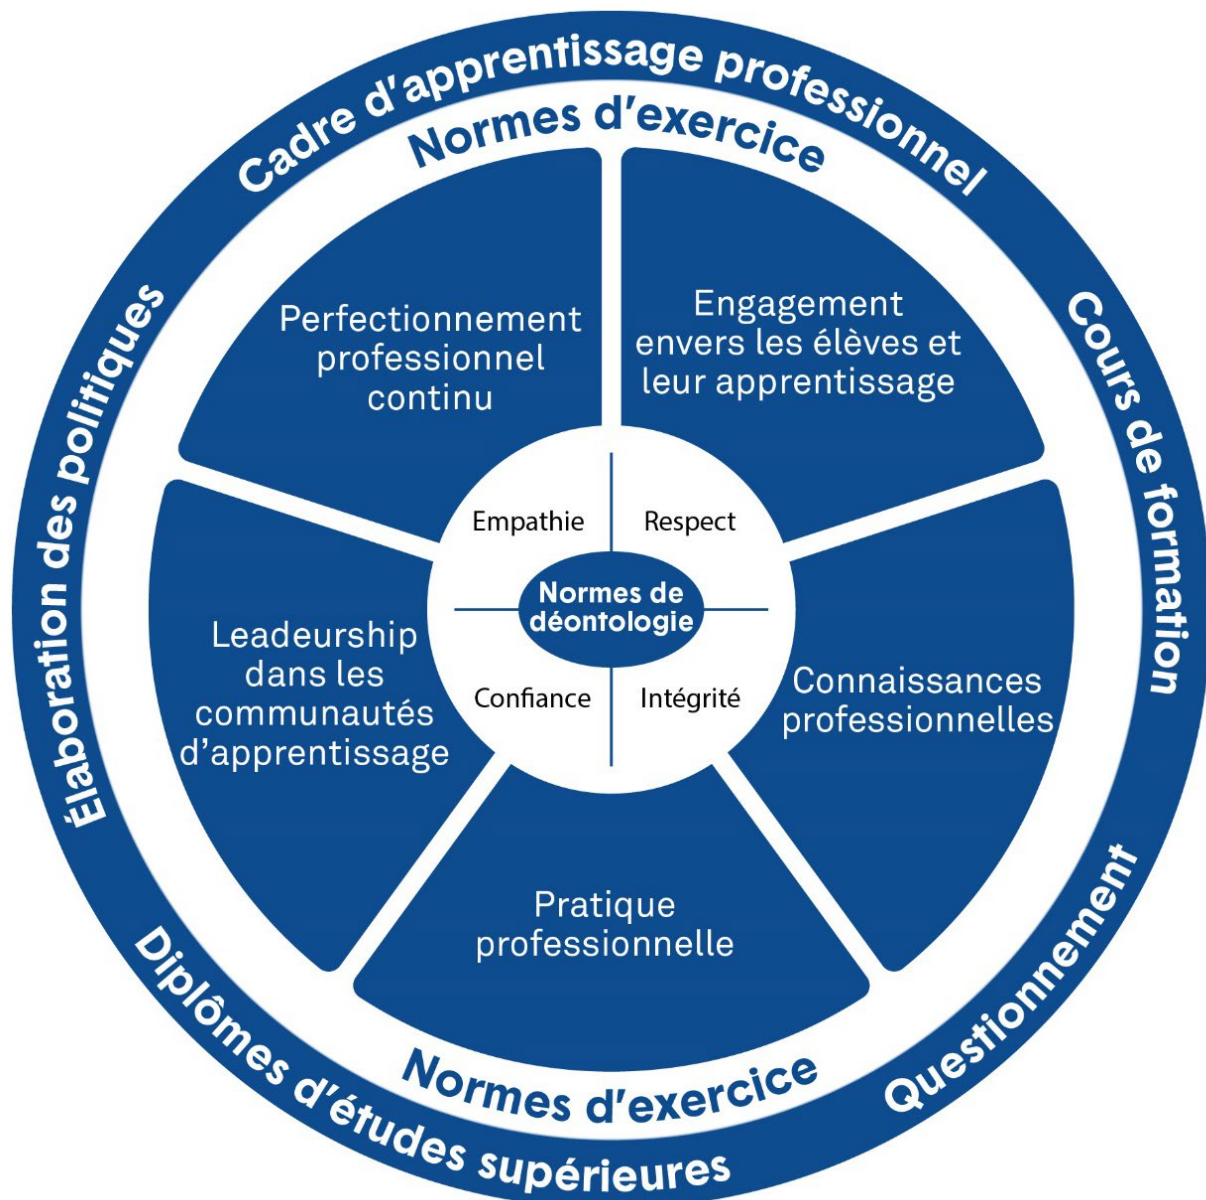 Cadre d'apprentissage professionnel
Normes d'exercice
Perfectionnement
professionnel
continu
Engagement
envers les élèves et
leur apprentissage
Élaboration des politiques
Cours de formation
Empathie
Respect
Normes de
déontologie
Confiance
Intégrité
Leadeurship
dans les
communautés
d'apprentissage
Connaissances
professionnelles
Pratique
professionnelle
Normes d'exercice
Diplômes d'études supérieures
Questionnement